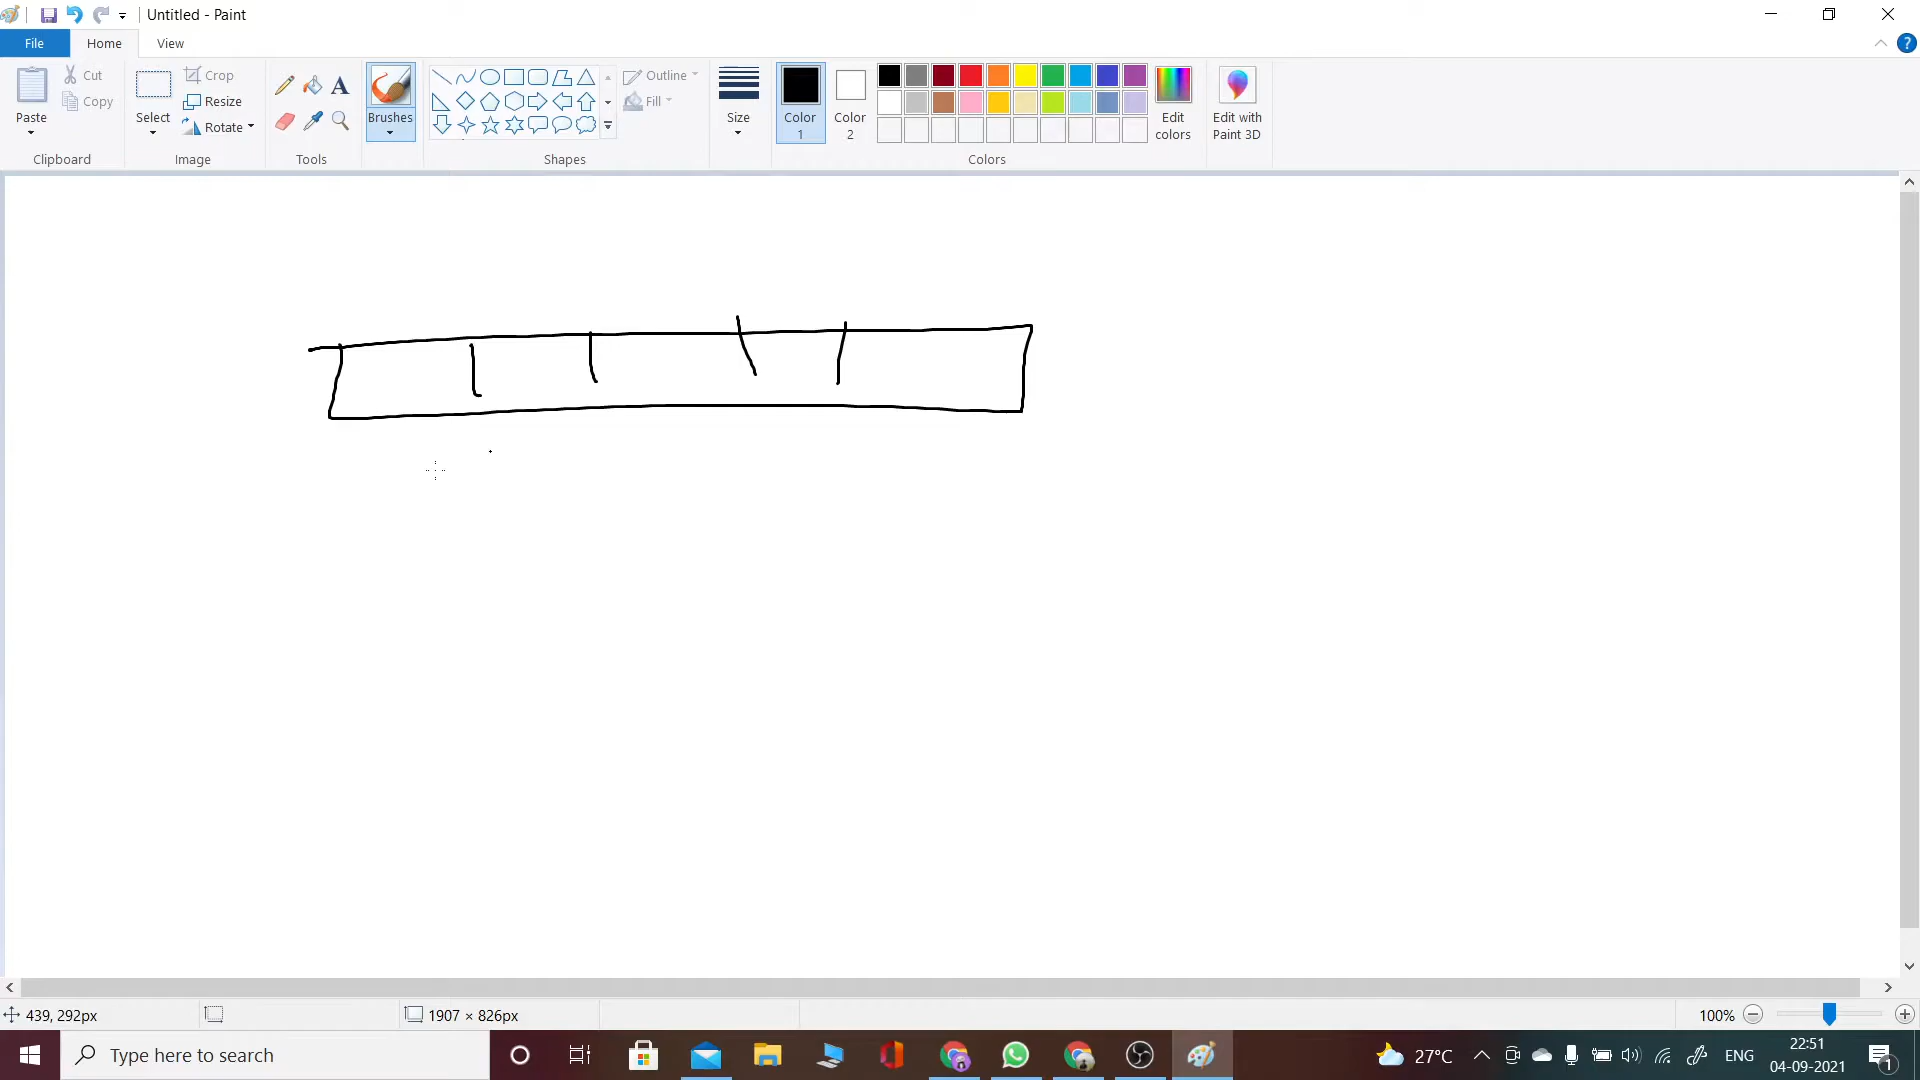 Untitled - Paint
File Home View
Paste
Cut
Copy
Clipboard
Select
Crop
Resize
Rotate
Image
A
Tools
Brushes
Shapes
Outline
Fill
Size
Color 1
Color 2
Colors
Edit colors
Edit with Paint 3D
?
439, 292px
1907 × 826px
100%
Type here to search
27°C
ENG
22:51
04-09-2021
1